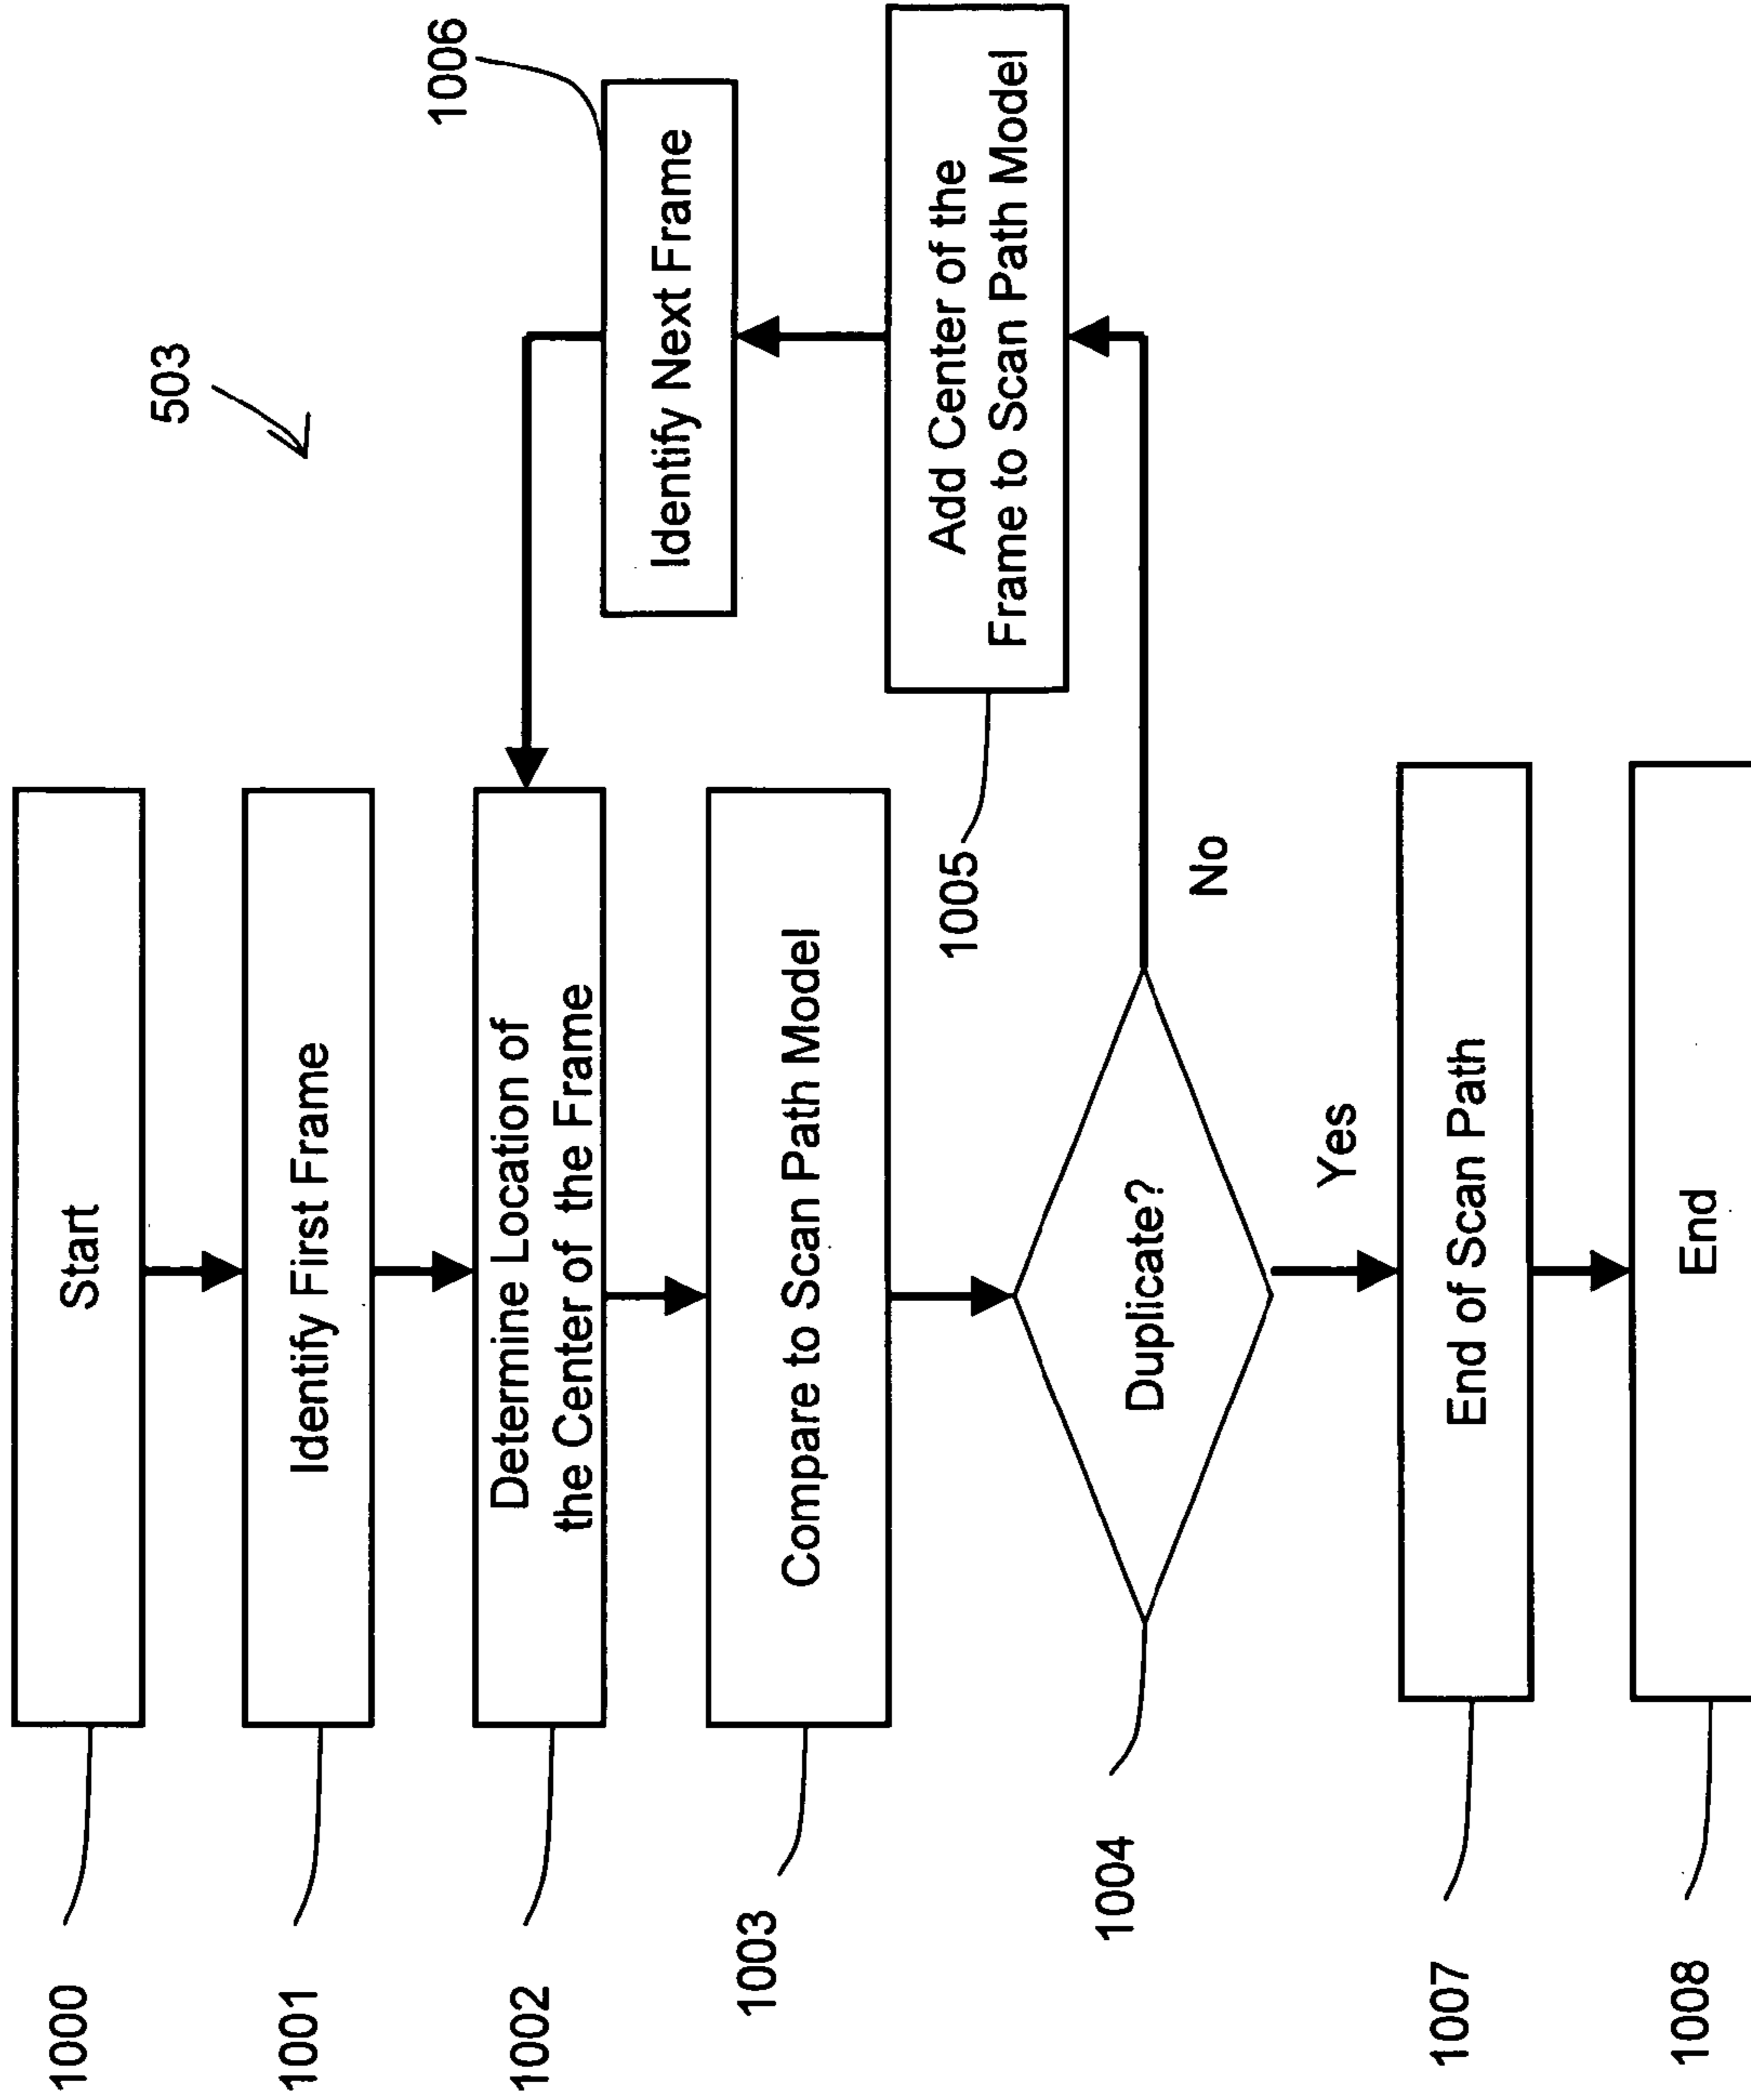 503
1000
Start
1001
Identify First Frame
1002
Determine Location of
the Center of the Frame
1003
Compare to Scan Path Model
1004
Duplicate?
No
1005
Add Center of the
Frame to Scan Path Model
1006
Identify Next Frame
Yes
1007
End of Scan Path
1008
End